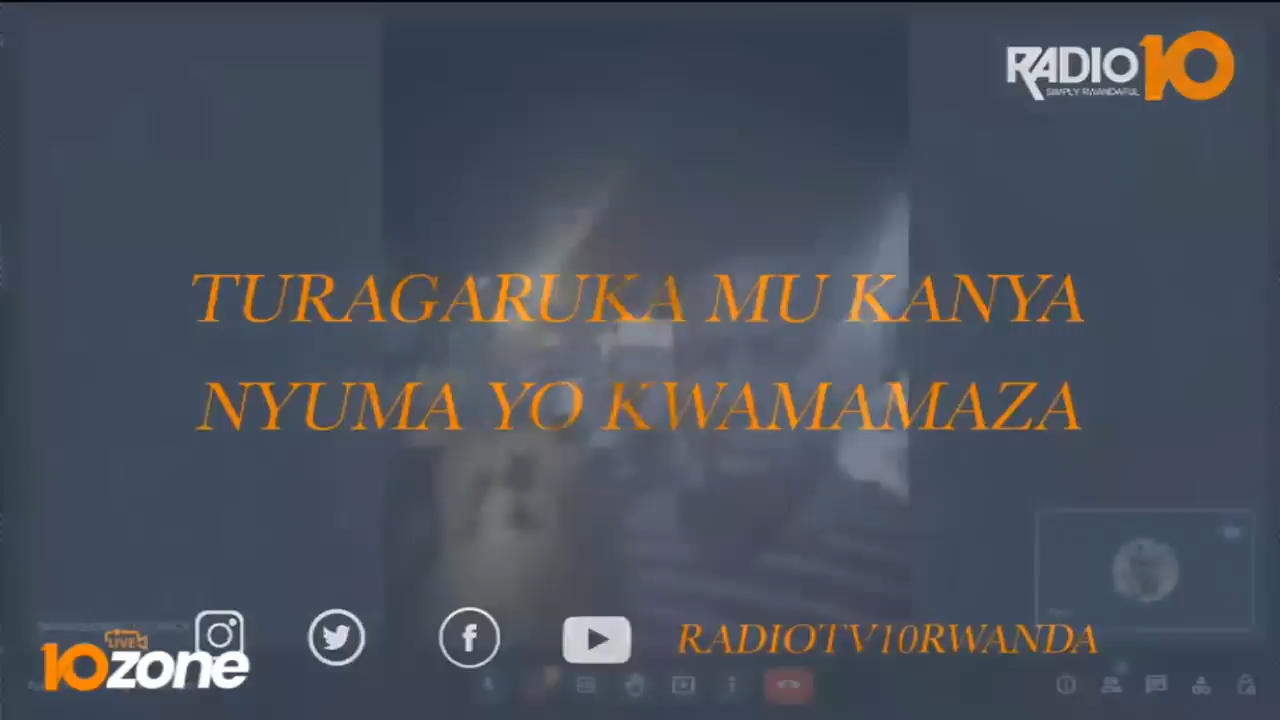 RADIO10
SIMPLY RWANDAFUL
TURAGARUKA MU KANYA
NYUMA YO KWAMAMAZA
LIVE
10zone
RADIOTV10RWANDA